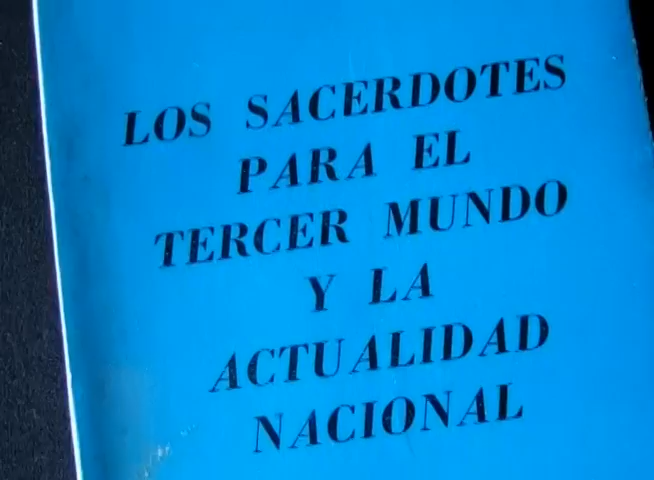 LOS SACERDOTES
PARA EL
TERCER MUNDO
Y LA
ACTUALIDAD
NACIONAL